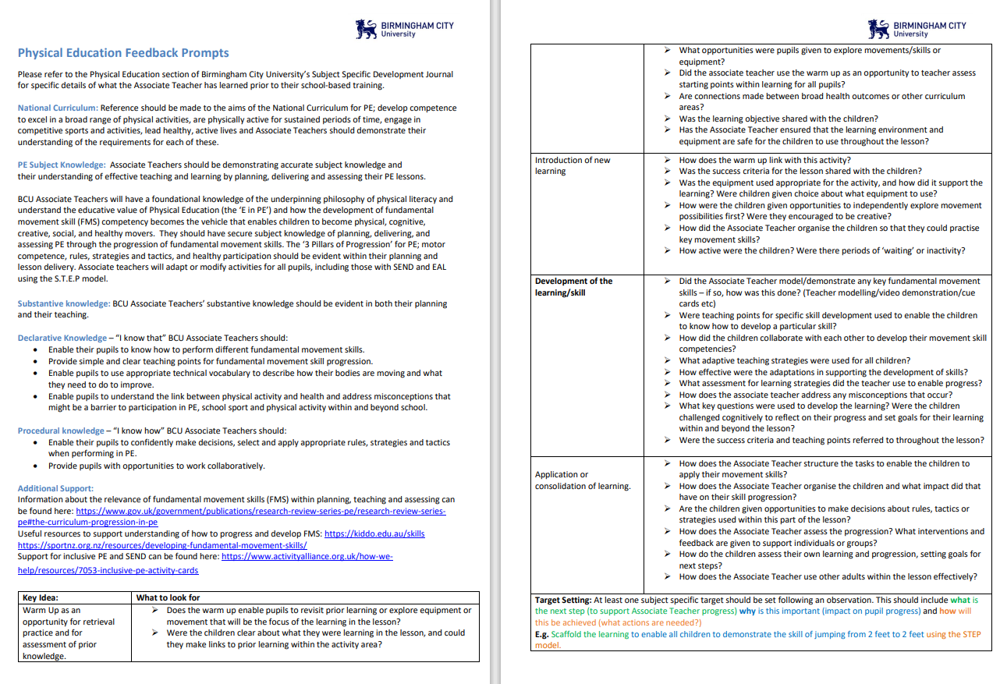 BIRMINGHAM CITY
University
Physical Education Feedback Prompts
Please refer to the Physical Education section of Birmingham City University's Subject Specific Development Journal
for specific details of what the Associate Teacher has learned prior to their school-based training.
National Curriculum: Reference should be made to the aims of the National Curriculum for PE; develop competence
to excel in a broad range of physical activities, are physically active for sustained periods of time, engage in
competitive sports and activities, lead healthy, active lives and Associate Teachers should demonstrate their
understanding of the requirements for each of these.
PE Subject Knowledge: Associate Teachers should be demonstrating accurate subject knowledge and
their understanding of effective teaching and learning by planning, delivering and assessing their PE lessons.
BCU Associate Teachers will have a foundational knowledge of the underpinning philosophy of physical literacy and
understand the educative value of Physical Education (the 'E in PE') and how the development of fundamental
movement skill (FMS) competency becomes the vehicle that enables children to become physical, cognitive,
creative, social, and healthy movers. They should have secure subject knowledge of planning, delivering, and
assessing PE through the progression of fundamental movement skills. The '3 Pillars of Progression' for PE; motor
competence, rules, strategies and tactics, and healthy participation should be evident within their planning and
lesson delivery. Associate teachers will adapt or modify activities for all pupils, including those with SEND and EAL
using the S.T.E.P model.
Substantive knowledge: BCU Associate Teachers' substantive knowledge should be evident in both their planning
and their teaching.
Declarative Knowledge – "I know that" BCU Associate Teachers should:
• Enable their pupils to know how to perform different fundamental movement skills.
• Provide simple and clear teaching points for fundamental movement skill progression.
• Enable pupils to use appropriate technical vocabulary to describe how their bodies are moving and what
they need to do to improve.
• Enable pupils to understand the link between physical activity and health and address misconceptions that
might be a barrier to participation in PE, school sport and physical activity within and beyond school.
Procedural knowledge – "I know how" BCU Associate Teachers should:
• Enable their pupils to confidently make decisions, select and apply appropriate rules, strategies and tactics
when performing in PE.
• Provide pupils with opportunities to work collaboratively.
Additional Support:
Information about the relevance of fundamental movement skills (FMS) within planning, teaching and assessing can
be found here: https://www.gov.uk/government/publications/research-review-series-pe/research-review-series-
pe#the-curriculum-progression-in-pe
Useful resources to support understanding of how to progress and develop FMS: https://kiddo.edu.au/skills
https://sportnz.org.nz/resources/developing-fundamental-movement-skills/
Support for inclusive PE and SEND can be found here: https://www.activityalliance.org.uk/how-we-
help/resources/7053-inclusive-pe-activity-cards
Key Idea:
What to look for
Warm Up as an
opportunity for retrieval
practice and for
assessment of prior
knowledge.
➢ Does the warm up enable pupils to revisit prior learning or explore equipment or
movement that will be the focus of the learning in the lesson?
➢ Were the children clear about what they were learning in the lesson, and could
they make links to prior learning within the activity area?
BIRMINGHAM CITY
University
➢ What opportunities were pupils given to explore movements/skills or
equipment?
➢ Did the associate teacher use the warm up as an opportunity to teacher assess
starting points within learning for all pupils?
➢ Are connections made between broad health outcomes or other curriculum
areas?
➢ Was the learning objective shared with the children?
➢ Has the Associate Teacher ensured that the learning environment and
equipment are safe for the children to use throughout the lesson?
Introduction of new
learning
➢ How does the warm up link with this activity?
➢ Was the success criteria for the lesson shared with the children?
➢ Was the equipment used appropriate for the activity, and how did it support the
learning? Were children given choice about what equipment to use?
➢ How were the children given opportunities to independently explore movement
possibilities first? Were they encouraged to be creative?
➢ How did the Associate Teacher organise the children so that they could practise
key movement skills?
➢ How active were the children? Were there periods of 'waiting' or inactivity?
Development of the
learning/skill
➢ Did the Associate Teacher model/demonstrate any key fundamental movement
skills – if so, how was this done? (Teacher modelling/video demonstration/cue
cards etc)
➢ Were teaching points for specific skill development used to enable the children
to know how to develop a particular skill?
➢ How did the children collaborate with each other to develop their movement skill
competencies?
➢ What adaptive teaching strategies were used for all children?
➢ How effective were the adaptations in supporting the development of skills?
➢ What assessment for learning strategies did the teacher use to enable progress?
➢ How does the associate teacher address any misconceptions that occur?
➢ What key questions were used to develop the learning? Were the children
challenged cognitively to reflect on their progress and set goals for their learning
within and beyond the lesson?
➢ Were the success criteria and teaching points referred to throughout the lesson?
Application or
consolidation of learning.
➢ How does the Associate Teacher structure the tasks to enable the children to
apply their movement skills?
➢ How does the Associate Teacher organise the children and what impact did that
have on their skill progression?
➢ Are the children given opportunities to make decisions about rules, tactics or
strategies used within this part of the lesson?
➢ How does the Associate Teacher assess the progression? What interventions and
feedback are given to support individuals or groups?
➢ How do the children assess their own learning and progression, setting goals for
next steps?
➢ How does the Associate Teacher use other adults within the lesson effectively?
Target Setting: At least one subject specific target should be set following an observation. This should include what is
the next step (to support Associate Teacher progress) why is this important (impact on pupil progress) and how will
this be achieved (what actions are needed?)
E.g. Scaffold the learning to enable all children to demonstrate the skill of jumping from 2 feet to 2 feet using the STEP
model.